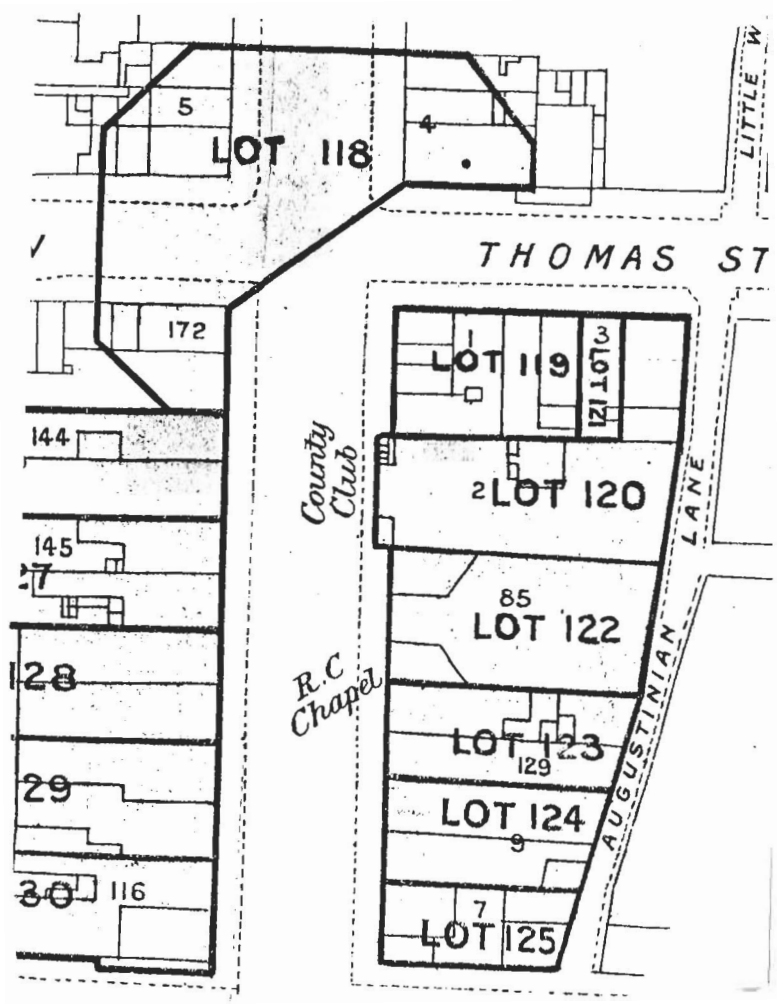 LITTLE W
5
4
LOT 118
THOMAS ST
172
1
LOT 119
3
LOT 121
144
County
Club
2
LOT 120
LANE
145
27
85
LOT 122
128
R.C
Chapel
AUGUSTINIAN
LOT 123
129
29
LOT 124
9
30
116
7
LOT 125